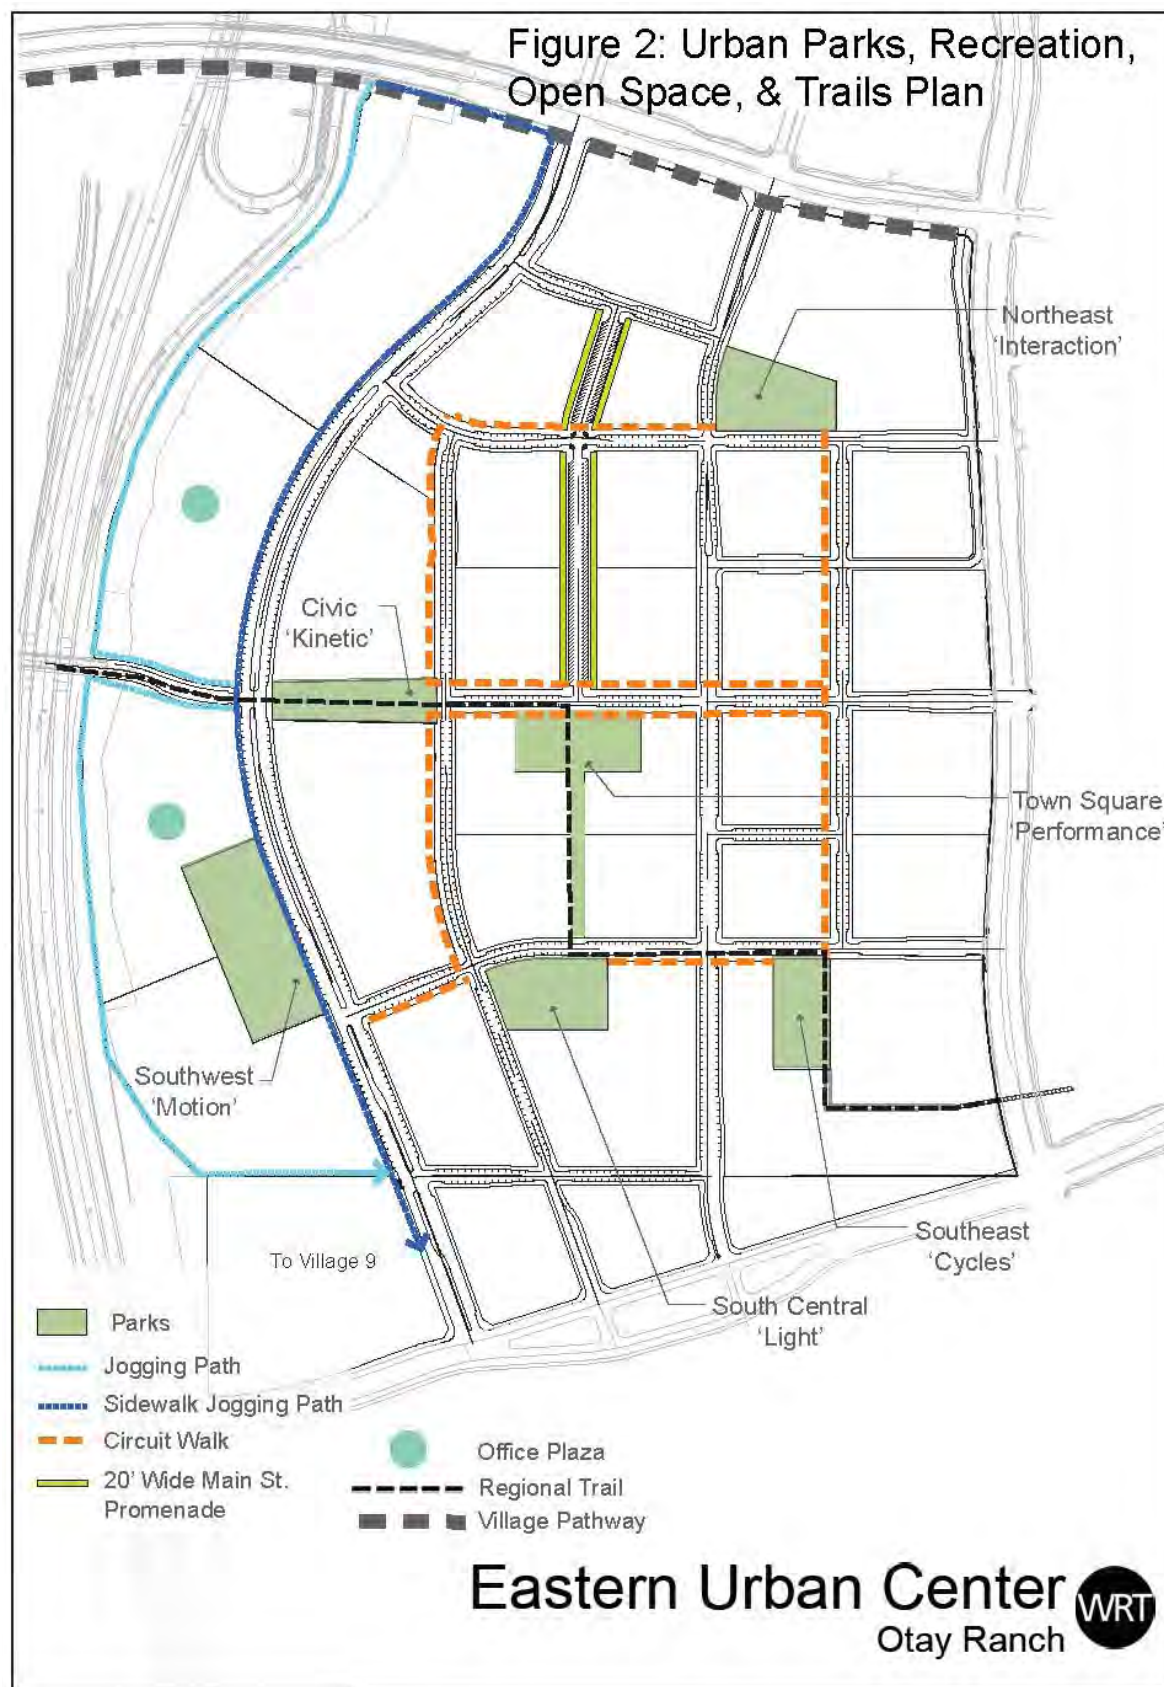 Figure 2: Urban Parks, Recreation,
Open Space, & Trails Plan
Northeast
'Interaction'
Civic
'Kinetic'
Town Square
'Performance'
Southwest
'Motion'
Southeast
'Cycles'
To Village 9
South Central
'Light'
Parks
Jogging Path
Sidewalk Jogging Path
Circuit Walk
20' Wide Main St.
Promenade
Office Plaza
Regional Trail
Village Pathway
Eastern Urban Center
WRT
Otay Ranch